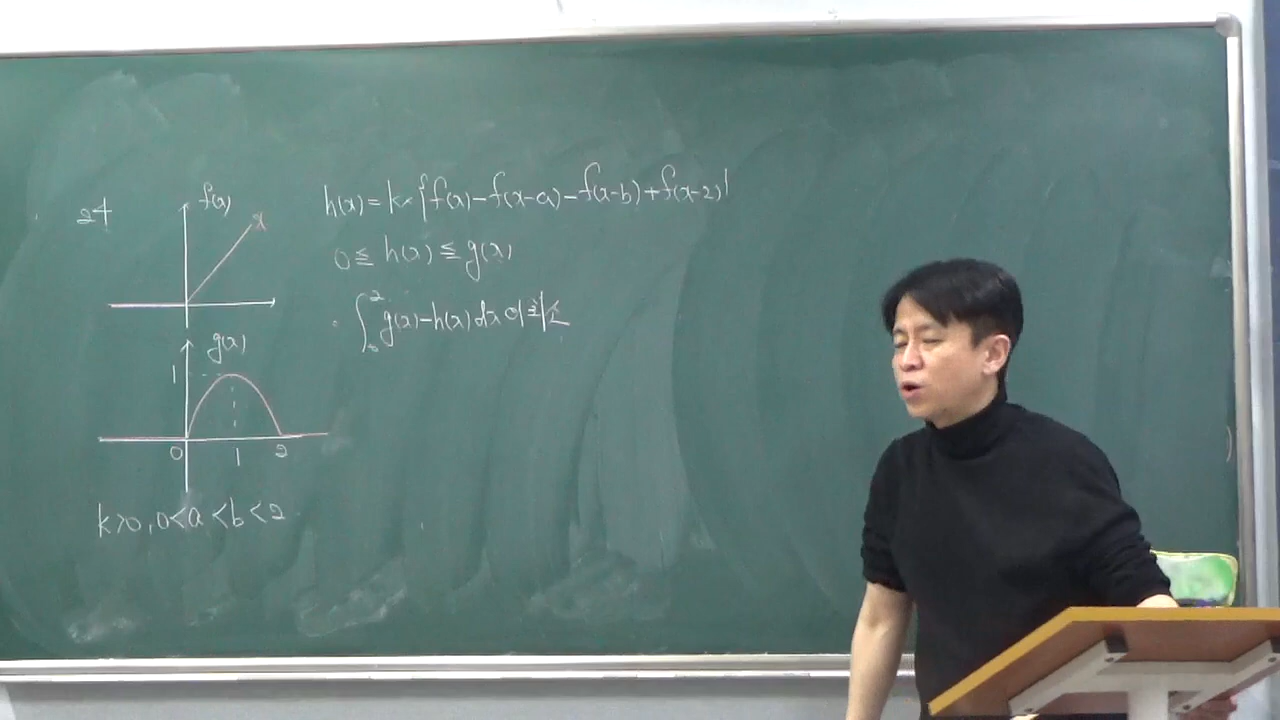 24
f(x)
x
g(x)
1
0 1 2
k>0, 0<a<b<2
h(x)=k×{f(x)-f(x-a)-f(x-b)+f(x-2)}
0≦h(x)≦g(x)
∫₀² g(x)-h(x)dx 이 최소